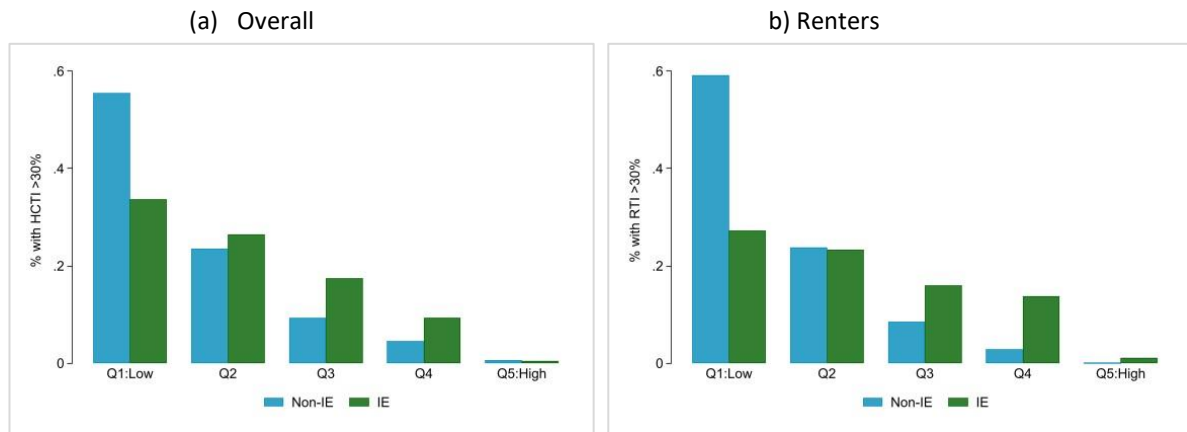 (a) Overall
b) Renters
% with HCTI >30%
.6
.4
.2
0
Q1:Low Q2 Q3 Q4 Q5:High
Non-IE IE
% with RTI >30%
.6
.4
.2
0
Q1:Low Q2 Q3 Q4 Q5:High
Non-IE IE